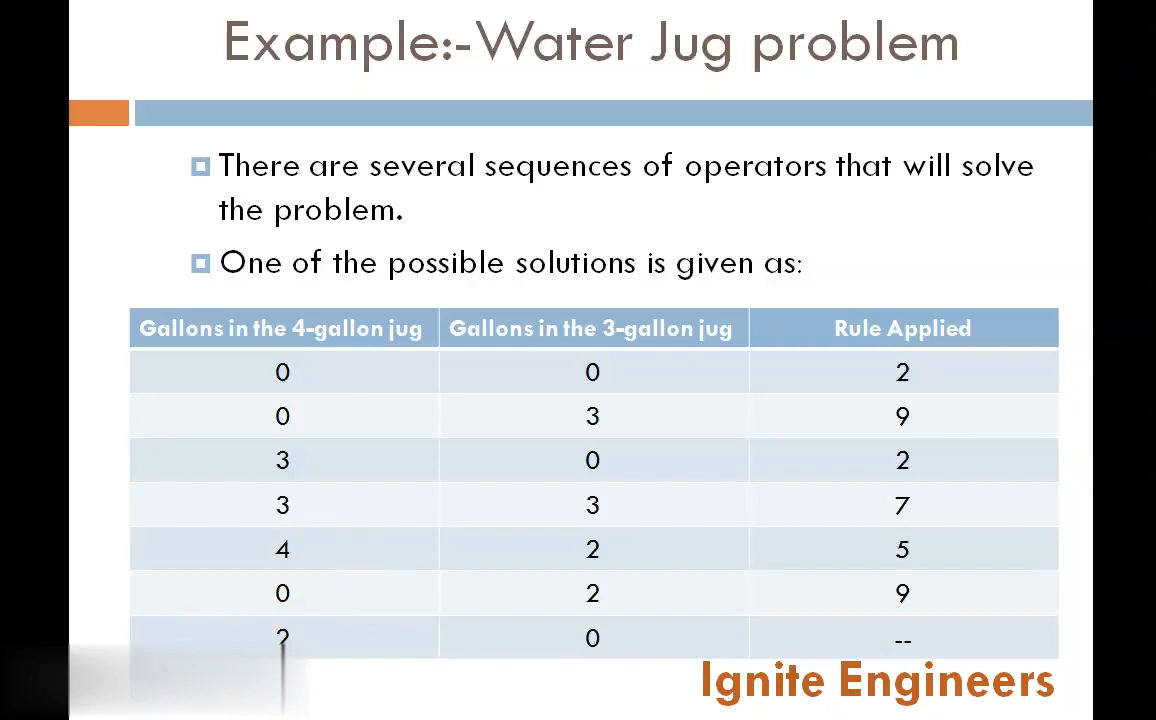 Example:-Water Jug problem
There are several sequences of operators that will solve
the problem.
One of the possible solutions is given as:
Gallons in the 4-gallon jug Gallons in the 3-gallon jug Rule Applied
0 0 2
0 3 9
3 0 2
3 3 7
4 2 5
0 2 9
0 --
Ignite Engineers